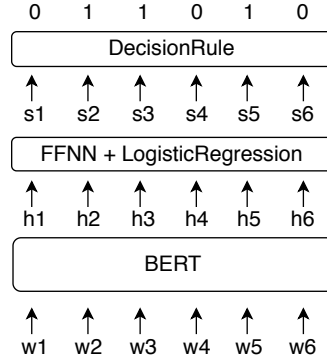 0 1 1 0 1 0
DecisionRule
s1 s2 s3 s4 s5 s6
FFNN + LogisticRegression
h1 h2 h3 h4 h5 h6
BERT
w1 w2 w3 w4 w5 w6